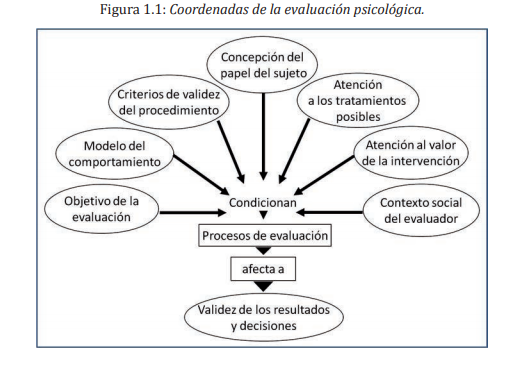 Figura 1.1: Coordenadas de la evaluación psicológica.
Concepción del
papel del sujeto
Criterios de validez
del procedimiento
Atención
a los tratamientos
posibles
Modelo del
comportamiento
Atención al valor
de la intervención
Objetivo de la
evaluación
Condicionan
Contexto social
del evaluador
Procesos de evaluación
afecta a
Validez de los resultados
y decisiones